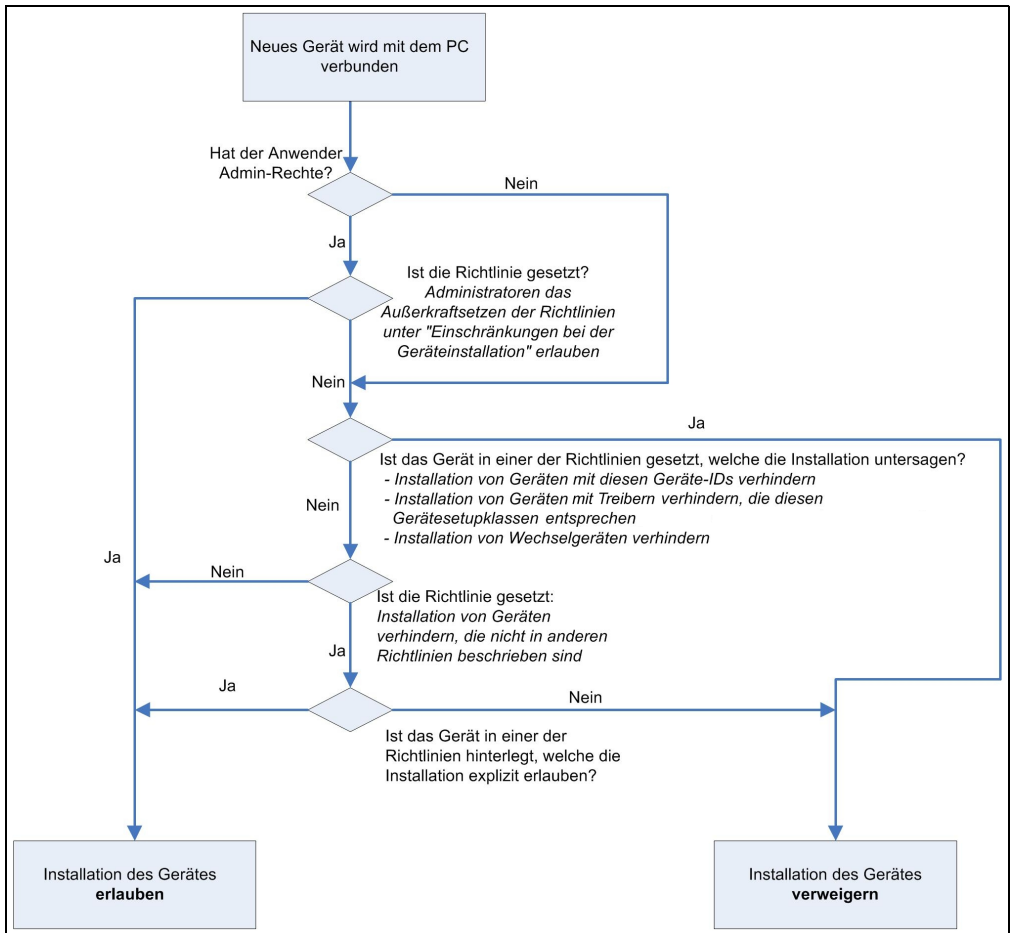 Neues Gerät wird mit dem PC
verbunden
Hat der Anwender
Admin-Rechte?
Nein
Ja
Ist die Richtlinie gesetzt?
Administratoren das
Außerkraftsetzen der Richtlinien
unter "Einschränkungen bei der
Geräteinstallation" erlauben
Nein
Ja
Ist das Gerät in einer der Richtlinien gesetzt, welche die Installation untersagen?
- Installation von Geräten mit diesen Geräte-IDs verhindern
- Installation von Geräten mit Treibern verhindern, die diesen
Gerätesetupklassen entsprechen
- Installation von Wechselgeräten verhindern
Nein
Ja
Nein
Ist die Richtlinie gesetzt:
Installation von Geräten
verhindern, die nicht in anderen
Richtlinien beschrieben sind
Ja
Ja
Nein
Ist das Gerät in einer der
Richtlinien hinterlegt, welche die
Installation explizit erlauben?
Installation des Gerätes
erlauben
Installation des Gerätes
verweigern